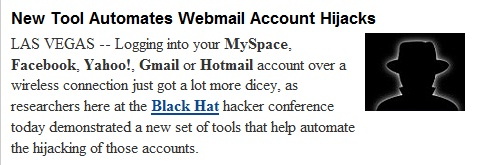 New Tool Automates Webmail Account Hijacks
LAS VEGAS -- Logging into your MySpace,
Facebook, Yahoo!, Gmail or Hotmail account over a
wireless connection just got a lot more dicey, as
researchers here at the Black Hat hacker conference
today demonstrated a new set of tools that help automate
the hijacking of those accounts.